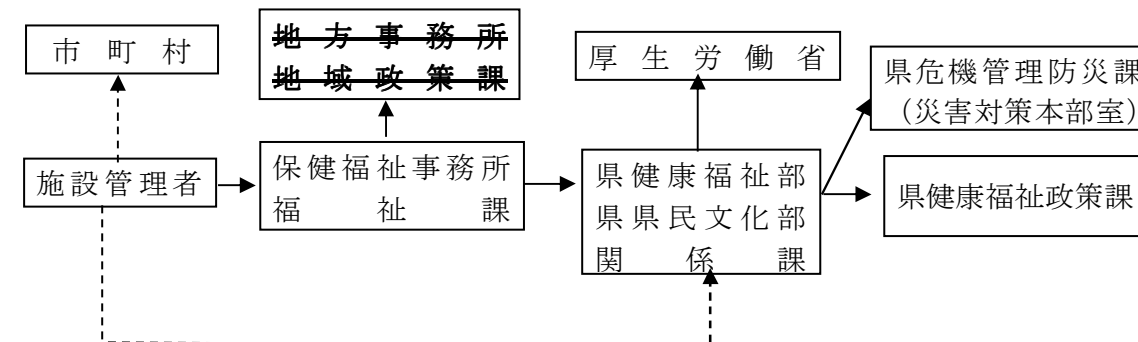 市町村
地方事務所
地域政策課
厚生労働省
県危機管理防災課
（災害対策本部室）
施設管理者
保健福祉事務所
福祉課
県健康福祉部
県県民文化部
関係課
県健康福祉政策課